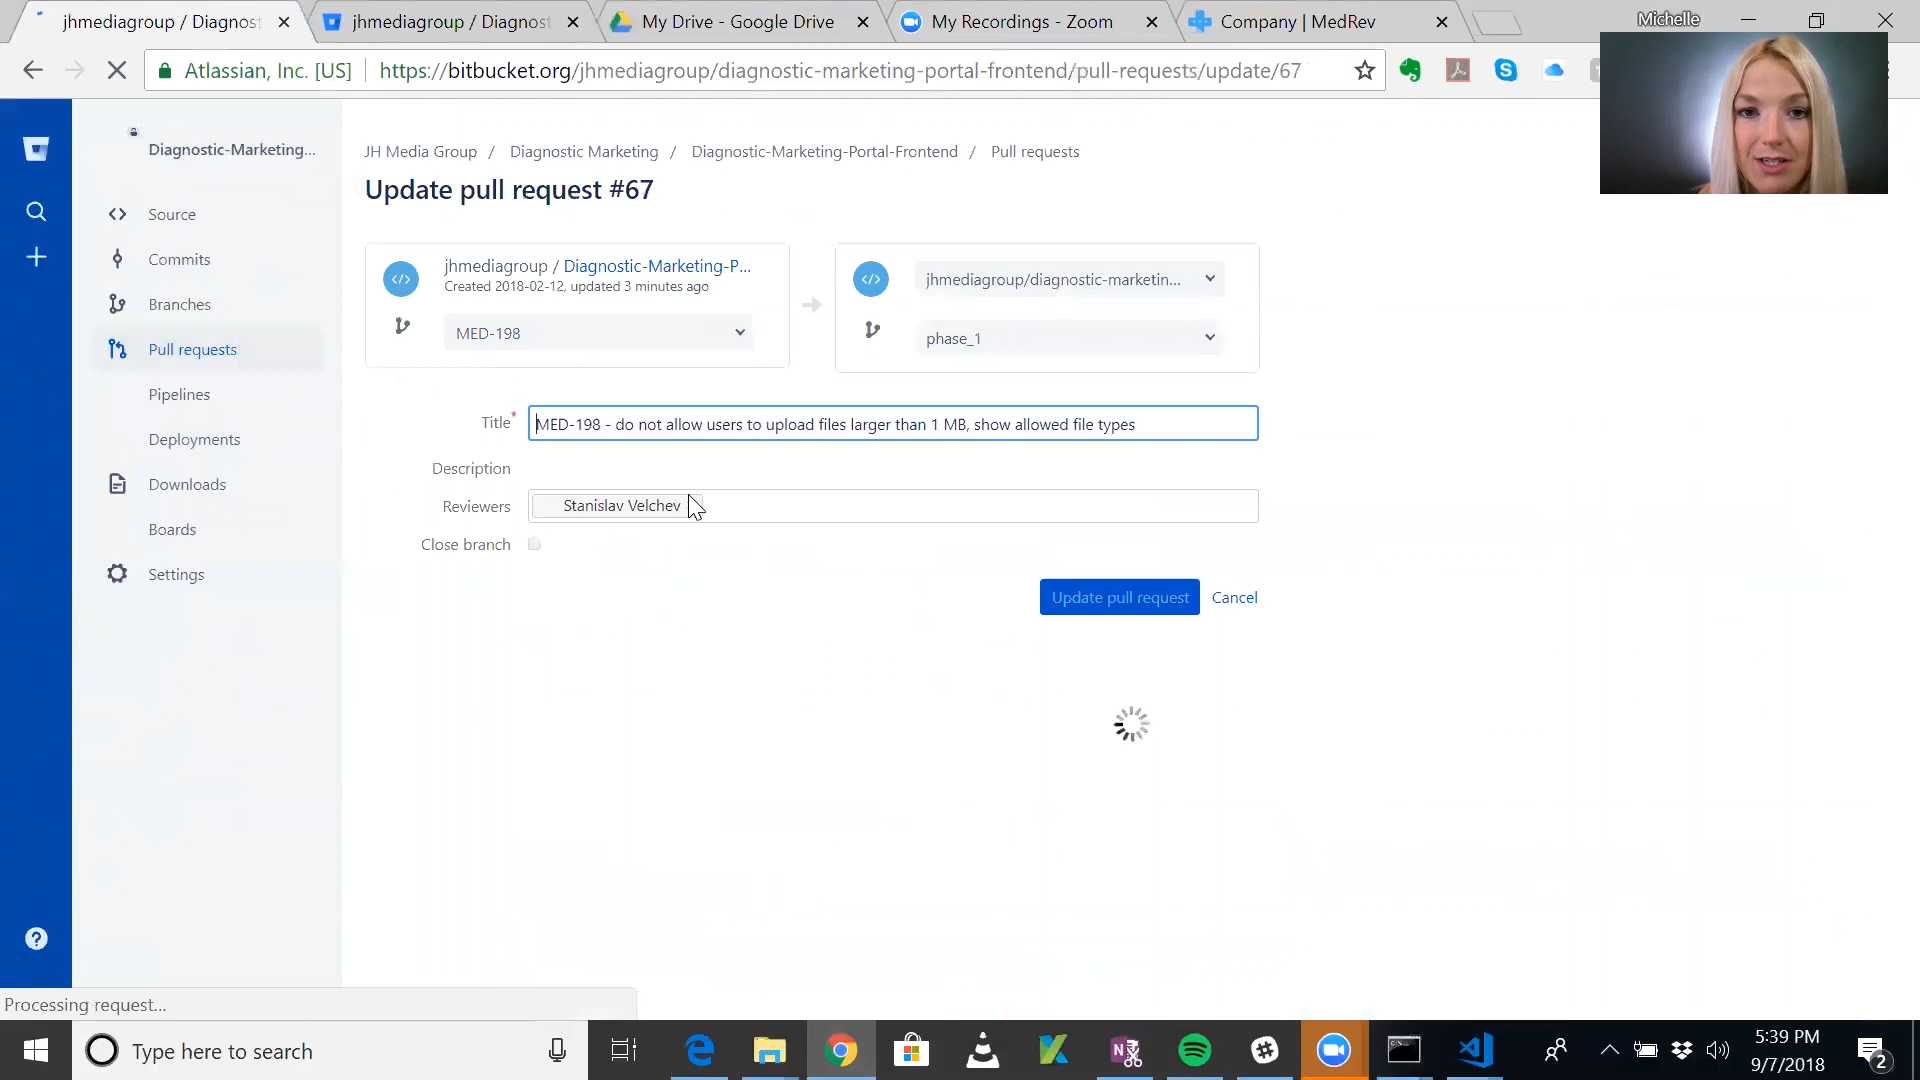 jhmediagroup / Diagnost
jhmediagroup / Diagnost
My Drive - Google Drive
My Recordings - Zoom
Company | MedRev
Michelle
Atlassian, Inc. [US]
https://bitbucket.org/jhmediagroup/diagnostic-marketing-portal-frontend/pull-requests/update/67
Diagnostic-Marketing...
Source
Commits
Branches
Pull requests
Pipelines
Deployments
Downloads
Boards
Settings
JH Media Group / Diagnostic Marketing / Diagnostic-Marketing-Portal-Frontend / Pull requests
Update pull request #67
jhmediagroup / Diagnostic-Marketing-P...
Created 2018-02-12, updated 3 minutes ago
MED-198
jhmediagroup/diagnostic-marketin...
phase_1
Title*
MED-198 - do not allow users to upload files larger than 1 MB, show allowed file types
Description
Reviewers
Stanislav Velchev
Close branch
Update pull request
Cancel
Processing request...
Type here to search
5:39 PM
9/7/2018
2